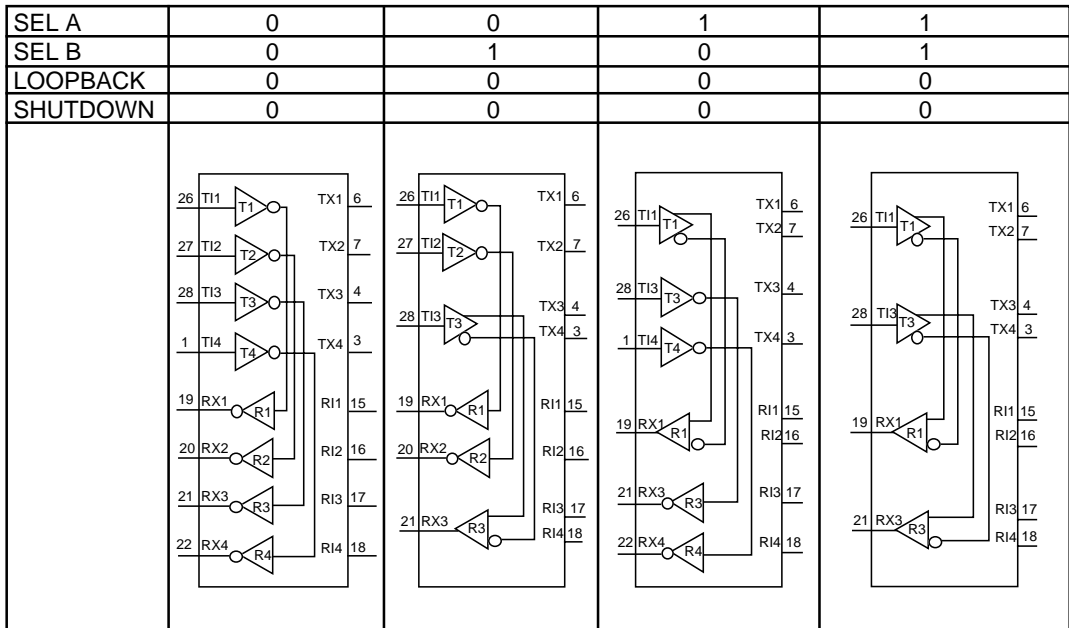 SEL A 0 0 1 1
SEL B 0 1 0 1
LOOPBACK 0 0 0 0
SHUTDOWN 0 0 0 0
26 TI1 T1 TX1 6
27 TI2 T2 TX2 7
28 TI3 T3 TX3 4
1 TI4 T4 TX4 3
19 RX1 R1 RI1 15
20 RX2 R2 RI2 16
21 RX3 R3 RI3 17
22 RX4 R4 RI4 18
26 TI1 T1 TX1 6
27 TI2 T2 TX2 7
TX3 4
28 TI3 T3 TX4 3
19 RX1 R1 RI1 15
20 RX2 R2 RI2 16
RI3 17
21 RX3 R3 RI4 18
TX1 6
26 TI1 T1 TX2 7
28 TI3 T3 TX3 4
1 TI4 T4 TX4 3
RI1 15
19 RX1 R1 RI2 16
21 RX3 R3 RI3 17
22 RX4 R4 RI4 18
TX1 6
26 TI1 T1 TX2 7
TX3 4
28 TI3 T3 TX4 3
RI1 15
19 RX1 R1 RI2 16
RI3 17
21 RX3 R3 RI4 18